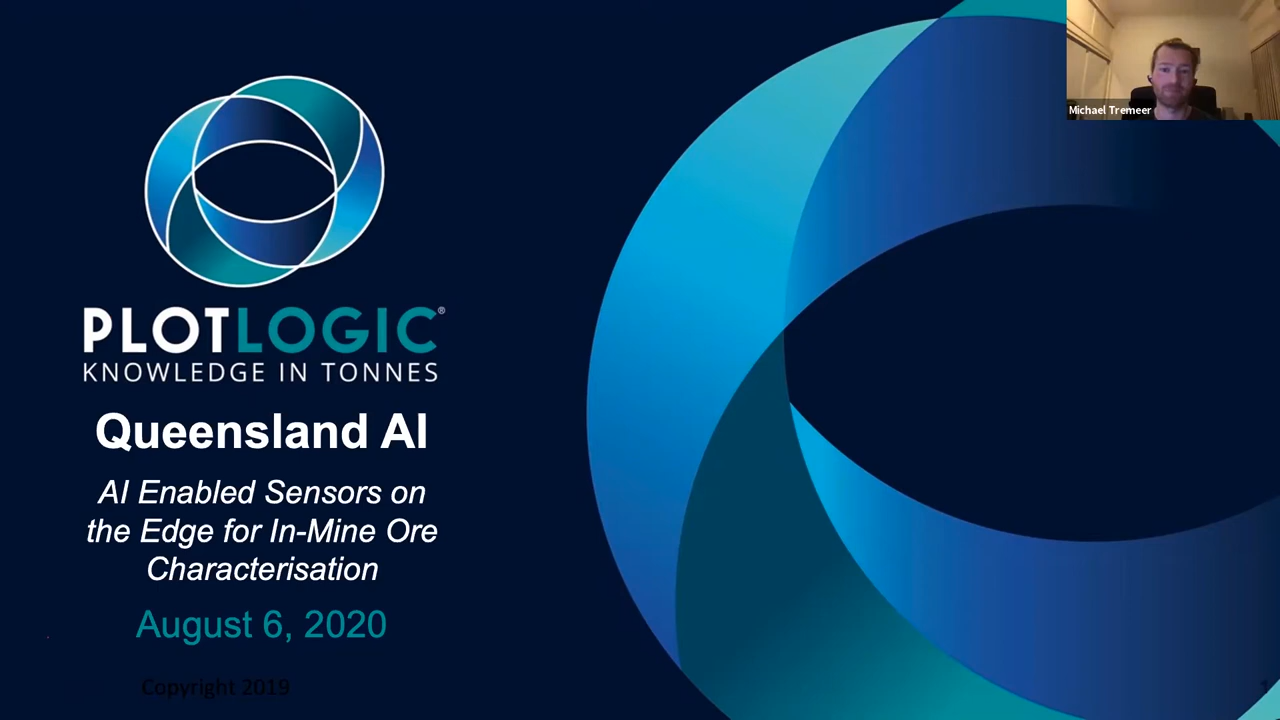 Michael Tremeer
PLOTLOGIC®
KNOWLEDGE IN TONNES
Queensland AI
AI Enabled Sensors on
the Edge for In-Mine Ore
Characterisation
August 6, 2020
Copyright 2019
1